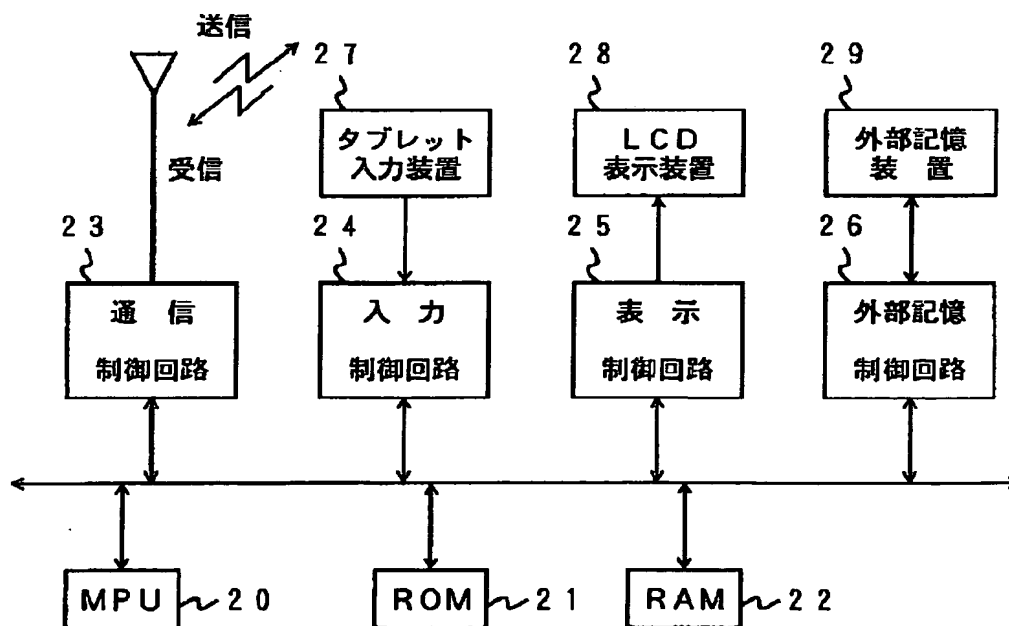 送信
受信
27
タブレット
入力装置
28
LCD
表示装置
29
外部記憶
装 置
23
通 信
制御回路
24
入 力
制御回路
25
表 示
制御回路
26
外部記憶
制御回路
MPU
20
ROM
21
RAM
22